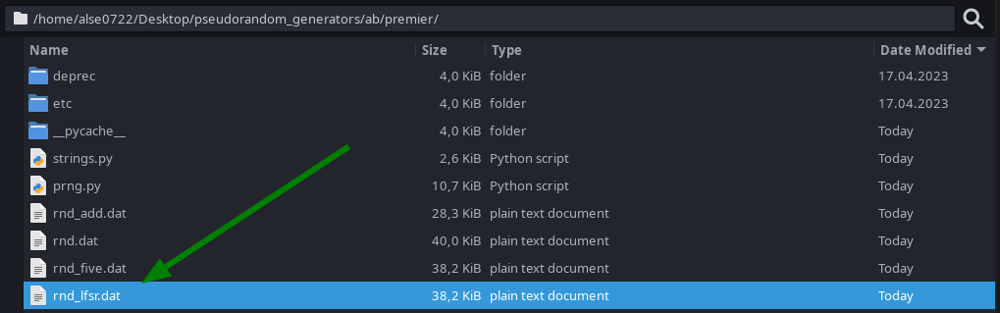 /home/alse0722/Desktop/pseudorandom_generators/ab/premier/
Name Size Type Date Modified
deprec 4,0 KiB folder 17.04.2023
etc 4,0 KiB folder 17.04.2023
__pycache__ 4,0 KiB folder Today
strings.py 2,6 KiB Python script Today
prng.py 10,7 KiB Python script Today
rnd_add.dat 28,3 KiB plain text document Today
rnd.dat 40,0 KiB plain text document Today
rnd_five.dat 38,2 KiB plain text document Today
rnd_lfsr.dat 38,2 KiB plain text document Today